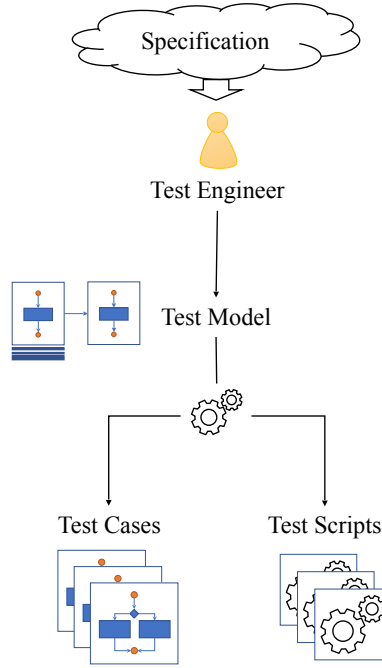 Specification
Test Engineer
Test Model
Test Cases
Test Scripts